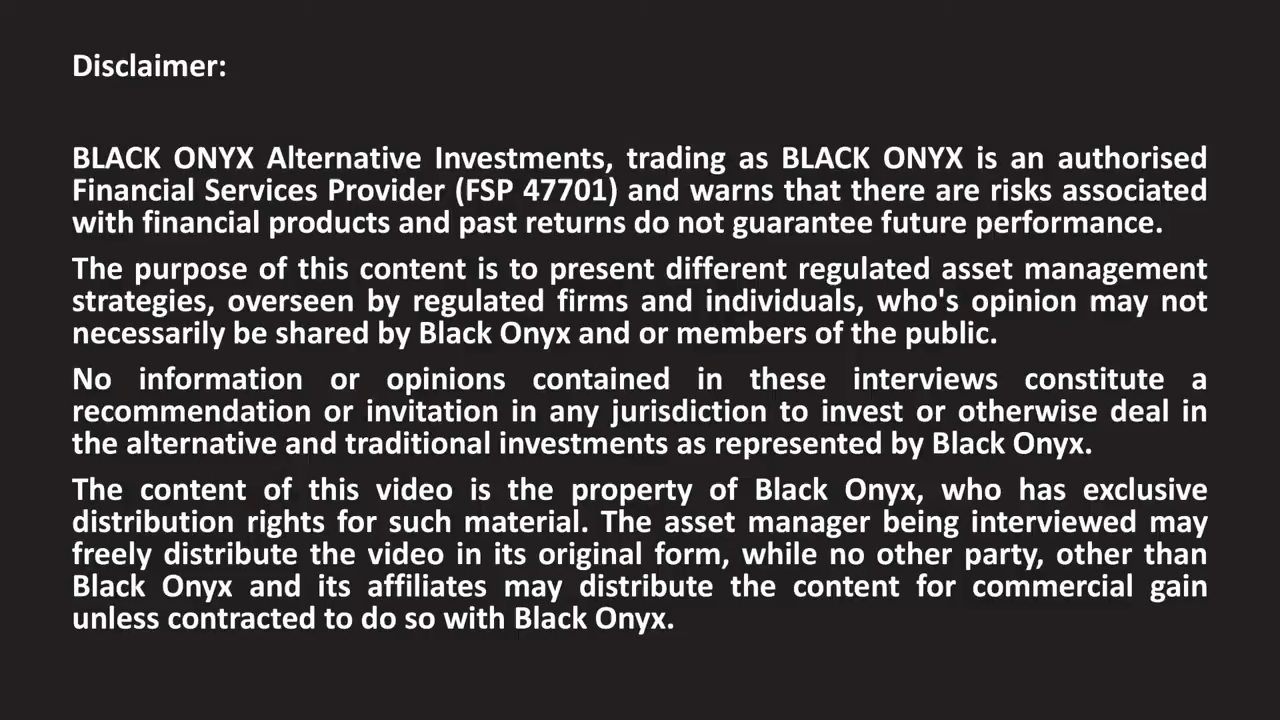 Disclaimer:
BLACK ONYX Alternative Investments, trading as BLACK ONYX is an authorised
Financial Services Provider (FSP 47701) and warns that there are risks associated
with financial products and past returns do not guarantee future performance.
The purpose of this content is to present different regulated asset management
strategies, overseen by regulated firms and individuals, who's opinion may not
necessarily be shared by Black Onyx and or members of the public.
No information or opinions contained in these interviews constitute a
recommendation or invitation in any jurisdiction to invest or otherwise deal in
the alternative and traditional investments as represented by Black Onyx.
The content of this video is the property of Black Onyx, who has exclusive
distribution rights for such material. The asset manager being interviewed may
freely distribute the video in its original form, while no other party, other than
Black Onyx and its affiliates may distribute the content for commercial gain
unless contracted to do so with Black Onyx.